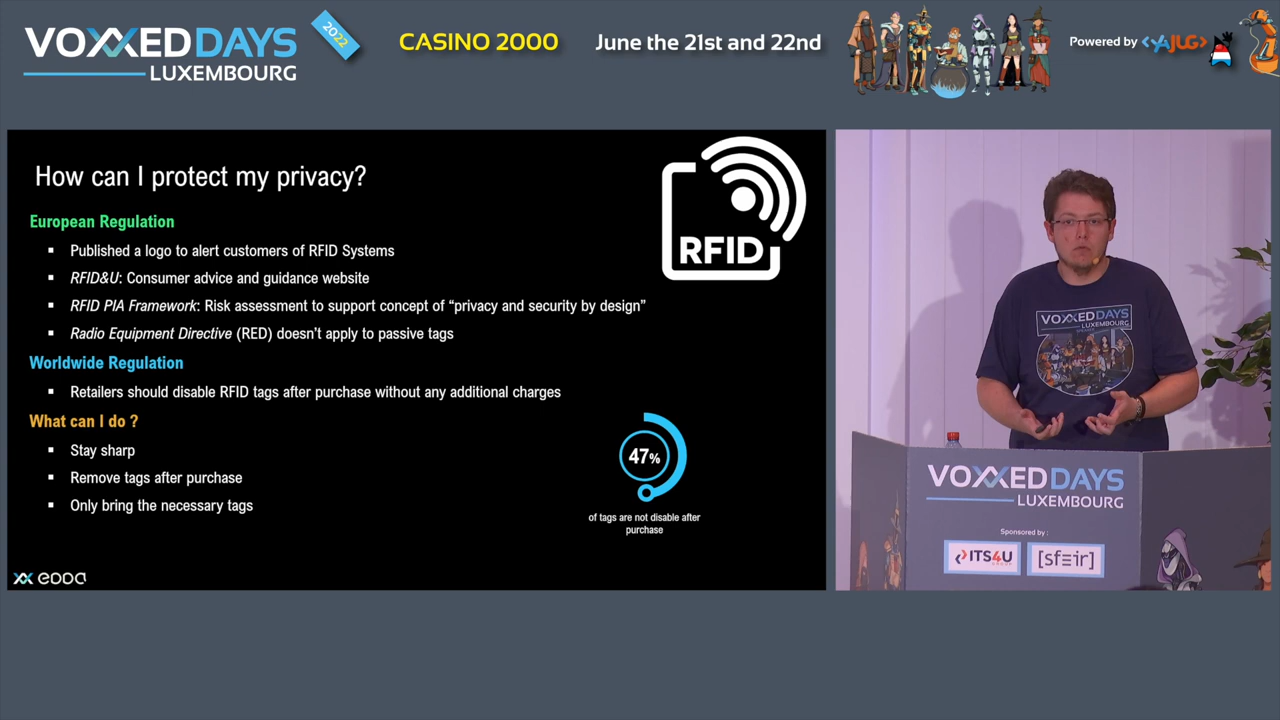 VOXXED DAYS
LUXEMBOURG
2022
CASINO 2000
June the 21st and 22nd
Powered by <YAJUG>
How can I protect my privacy?
RFID
European Regulation
▪ Published a logo to alert customers of RFID Systems
▪ RFID&U: Consumer advice and guidance website
▪ RFID PIA Framework: Risk assessment to support concept of “privacy and security by design”
▪ Radio Equipment Directive (RED) doesn’t apply to passive tags
Worldwide Regulation
▪ Retailers should disable RFID tags after purchase without any additional charges
What can I do ?
▪ Stay sharp
▪ Remove tags after purchase
▪ Only bring the necessary tags
47%
of tags are not disable after
purchase
edda
VOXXED DAYS
LUXEMBOURG
VOXXED DAYS
LUXEMBOURG
Sponsored by :
ITS4U
[sfeir]